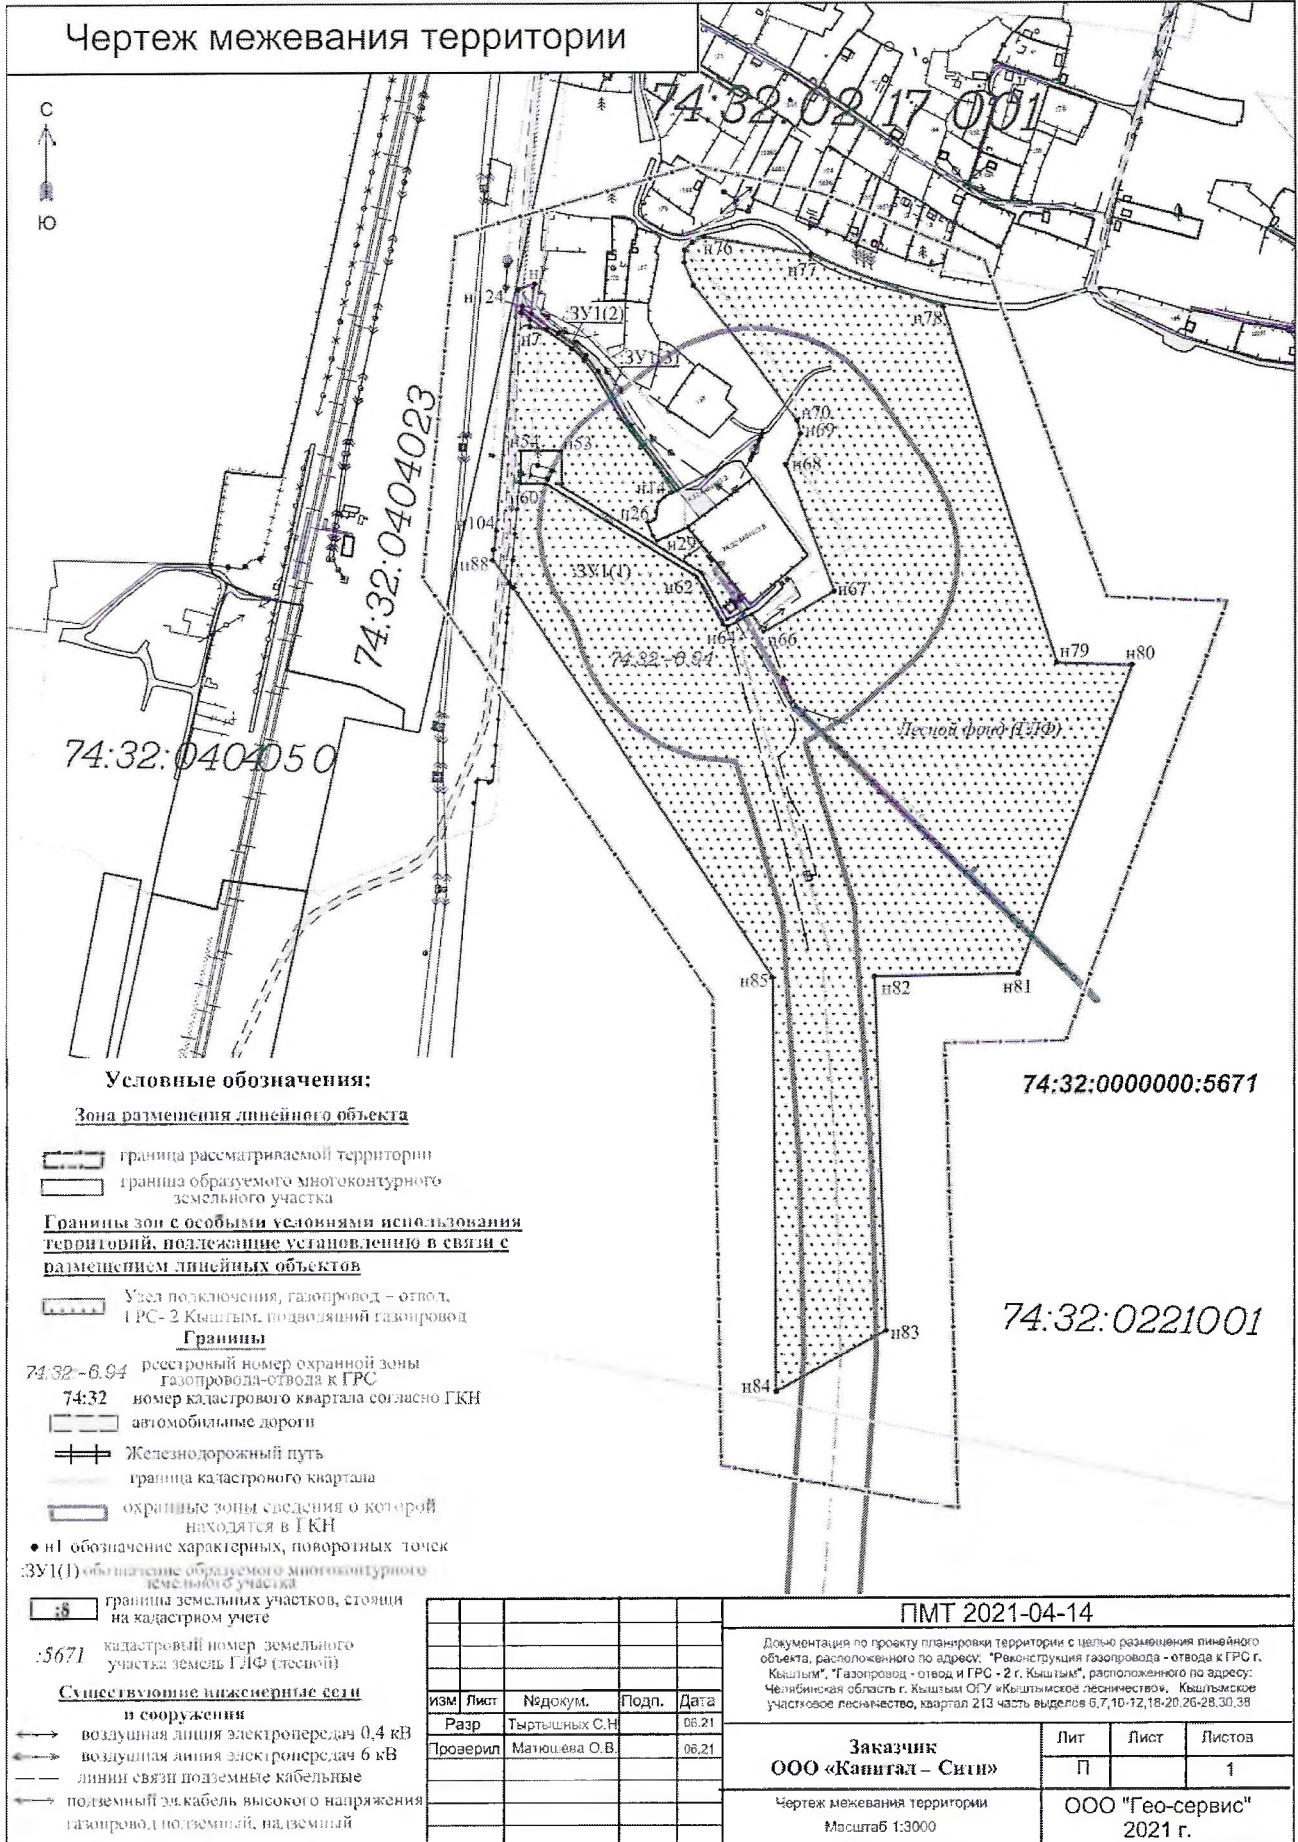 Чертеж межевания территории
С
Ю
74:32:0217 001
н76
н77
н78
н1
н124
:ЗУ1(2)
н7
:ЗУ1(3)
74:32:0404023
н70
н69
н68
н54
н53
н14
н60
н26
н104
н29
н88
:ЗУ1(1)
н62
н67
н64
н66
74.32-6.94
н79
н80
Лесной фонд (ГЛФ)
74:32:0404050
н85
н82
н81
74:32:0000000:5671
74:32:0221001
н83
н84
Условные обозначения:
Зона размещения линейного объекта
граница рассматриваемой территории
граница образуемого многоконтурного
земельного участка
Границы зон с особыми условиями использования
территорий, подлежащие установлению в связи с
размещением линейных объектов
Узел подключения, газопровод – отвод,
ГРС- 2 Кыштым, подводящий газопровод
Границы
74.32-6.94 реестровый номер охранной зоны
газопровода-отвода к ГРС
74:32 номер кадастрового квартала согласно ГКН
автомобильные дороги
Железнодорожный путь
граница кадастрового квартала
охранные зоны сведения о которой
находятся в ГКН
• н1 обозначение характерных, поворотных точек
:ЗУ1(1) обозначение образуемого многоконтурного
земельного участка
:8 границы земельных участков, стоящи
на кадастрвом учете
:5671 кадастровый номер земельного
участка земель ГЛФ (лесной)
Существующие инженерные сети
и сооружения
воздушная линия электропередач 0,4 кВ
воздушная линия электропередач 6 кВ
линии связи подземные кабельные
подземный эл.кабель высокого напряжения
газопровод подземный, надземный
изм Лист №докум. Подп. Дата
Разр Тыртышных С.Н 06.21
Проверил Матюшева О.В. 06.21
ПМТ 2021-04-14
Документация по проекту планировки территории с целью размещения линейного
объекта, расположенного по адресу: "Реконструкция газопровода - отвода к ГРС г.
Кыштым", "Газопровод - отвод и ГРС - 2 г. Кыштым", расположенного по адресу:
Челябинская область г. Кыштым ОГУ «Кыштымское лесничество», Кыштымское
участковое лесничество, квартал 213 часть выделов 6,7,10-12,18-20,26-28,30,38
Заказчик
ООО «Капитал – Сити»
Лит Лист Листов
П 1
Чертеж межевания территории
Масштаб 1:3000
ООО "Гео-сервис"
2021 г.